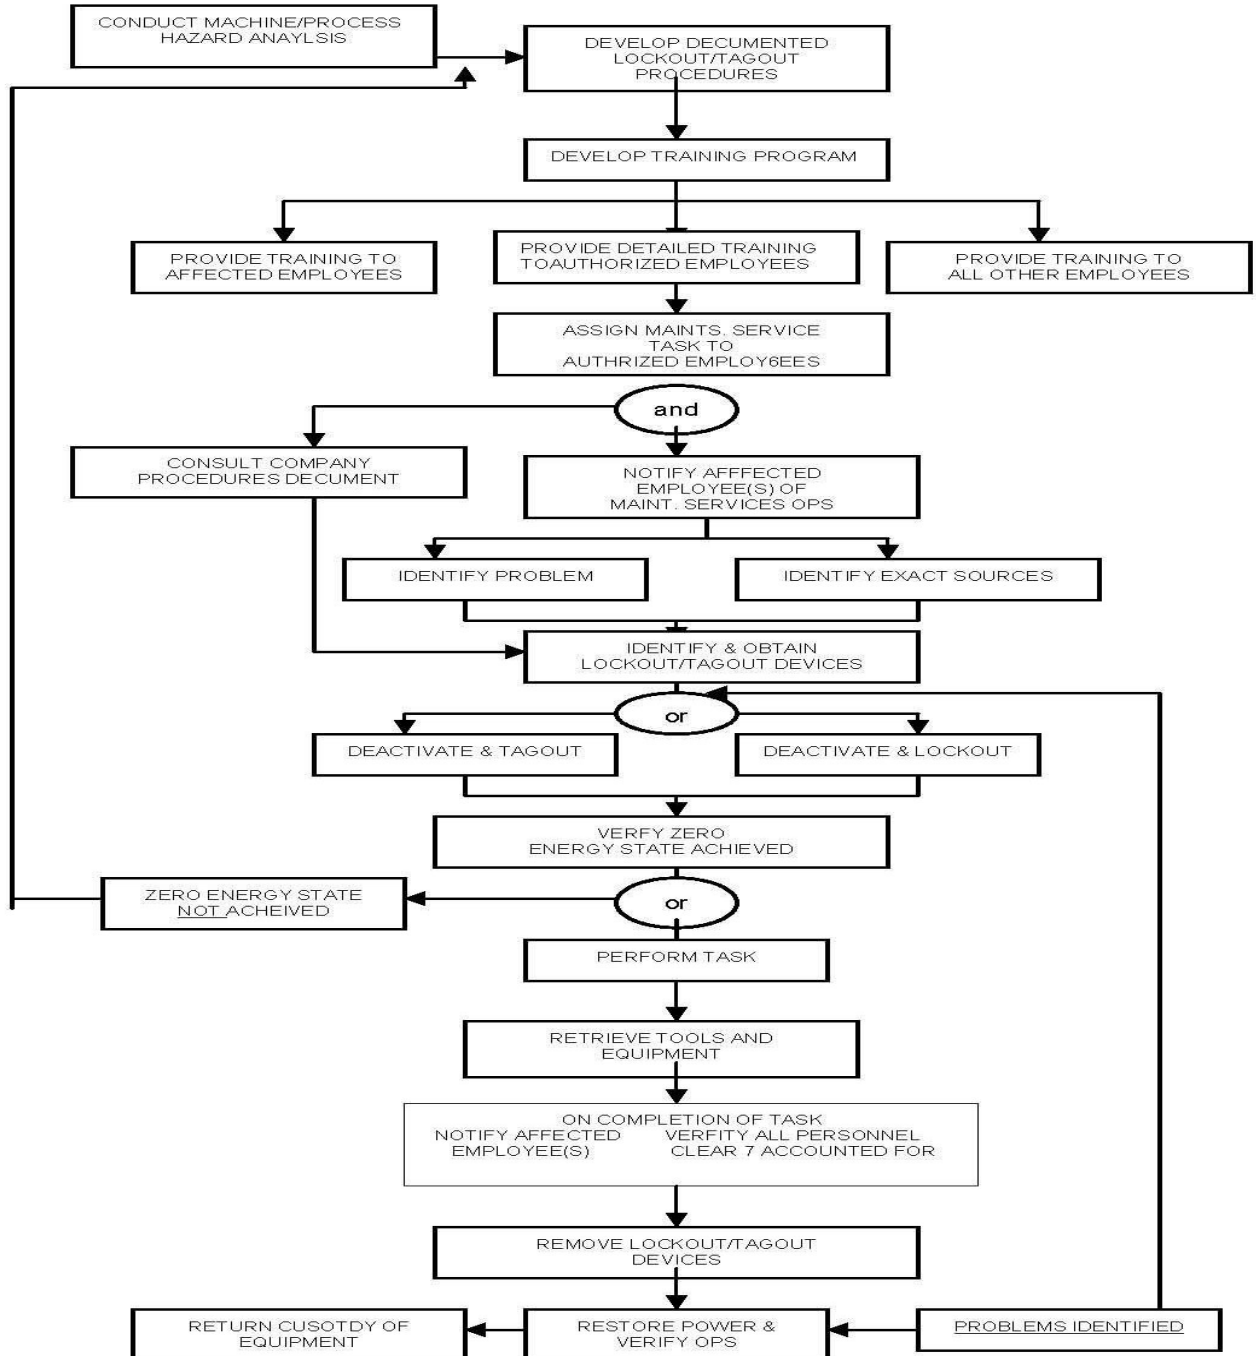 CONDUCT MACHINE/PROCESS
HAZARD ANAYLSIS
DEVELOP DECUMENTED
LOCKOUT/TAGOUT
PROCEDURES
DEVELOP TRAINING PROGRAM
PROVIDE TRAINING TO
AFFECTED EMPLOYEES
PROVIDE DETAILED TRAINING
TOAUTHORIZED EMPLOYEES
PROVIDE TRAINING TO
ALL OTHER EMPLOYEES
ASSIGN MAINTS. SERVICE
TASK TO
AUTHRIZED EMPLOY6EES
and
CONSULT COMPANY
PROCEDURES DECUMENT
NOTIFY AFFFECTED
EMPLOYEE(S) OF
MAINT. SERVICES OPS
IDENTIFY PROBLEM
IDENTIFY EXACT SOURCES
IDENTIFY & OBTAIN
LOCKOUT/TAGOUT DEVICES
or
DEACTIVATE & TAGOUT
DEACTIVATE & LOCKOUT
VERFY ZERO
ENERGY STATE ACHIEVED
ZERO ENERGY STATE
NOT ACHEIVED
or
PERFORM TASK
RETRIEVE TOOLS AND
EQUIPMENT
ON COMPLETION OF TASK
NOTIFY AFFECTED VERFITY ALL PERSONNEL
EMPLOYEE(S) CLEAR 7 ACCOUNTED FOR
REMOVE LOCKOUT/TAGOUT
DEVICES
RETURN CUSOTDY OF
EQUIPMENT
RESTORE POWER &
VERIFY OPS
PROBLEMS IDENTIFIED